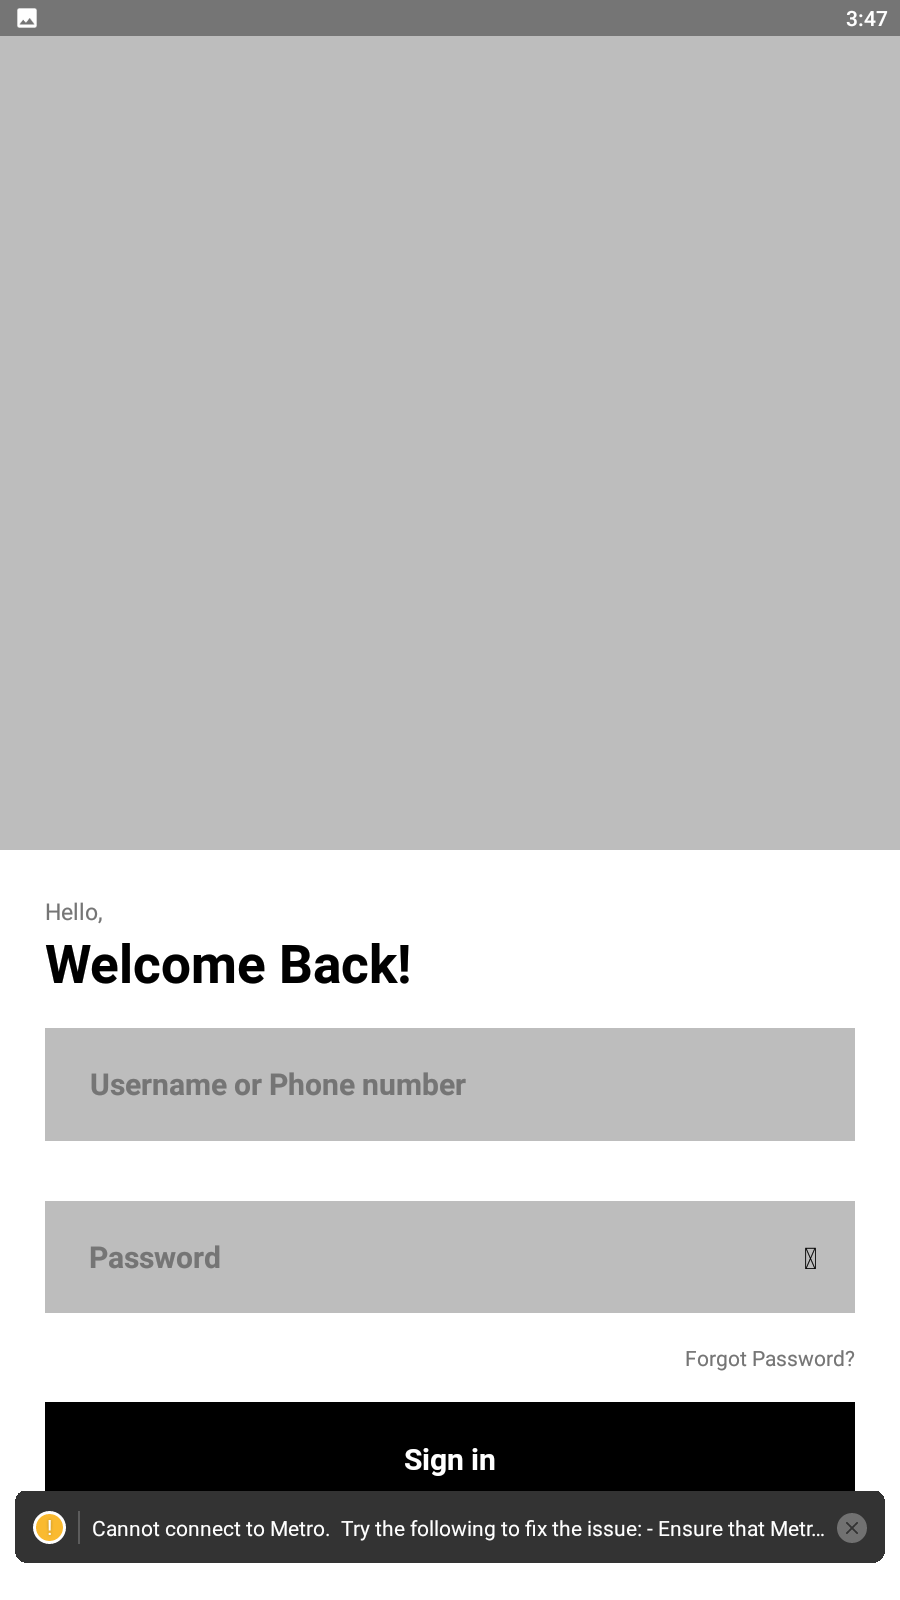 3:47
Hello,
Welcome Back!
Username or Phone number
Password
Forgot Password?
Sign in
Cannot connect to Metro. Try the following to fix the issue: - Ensure that Metr...